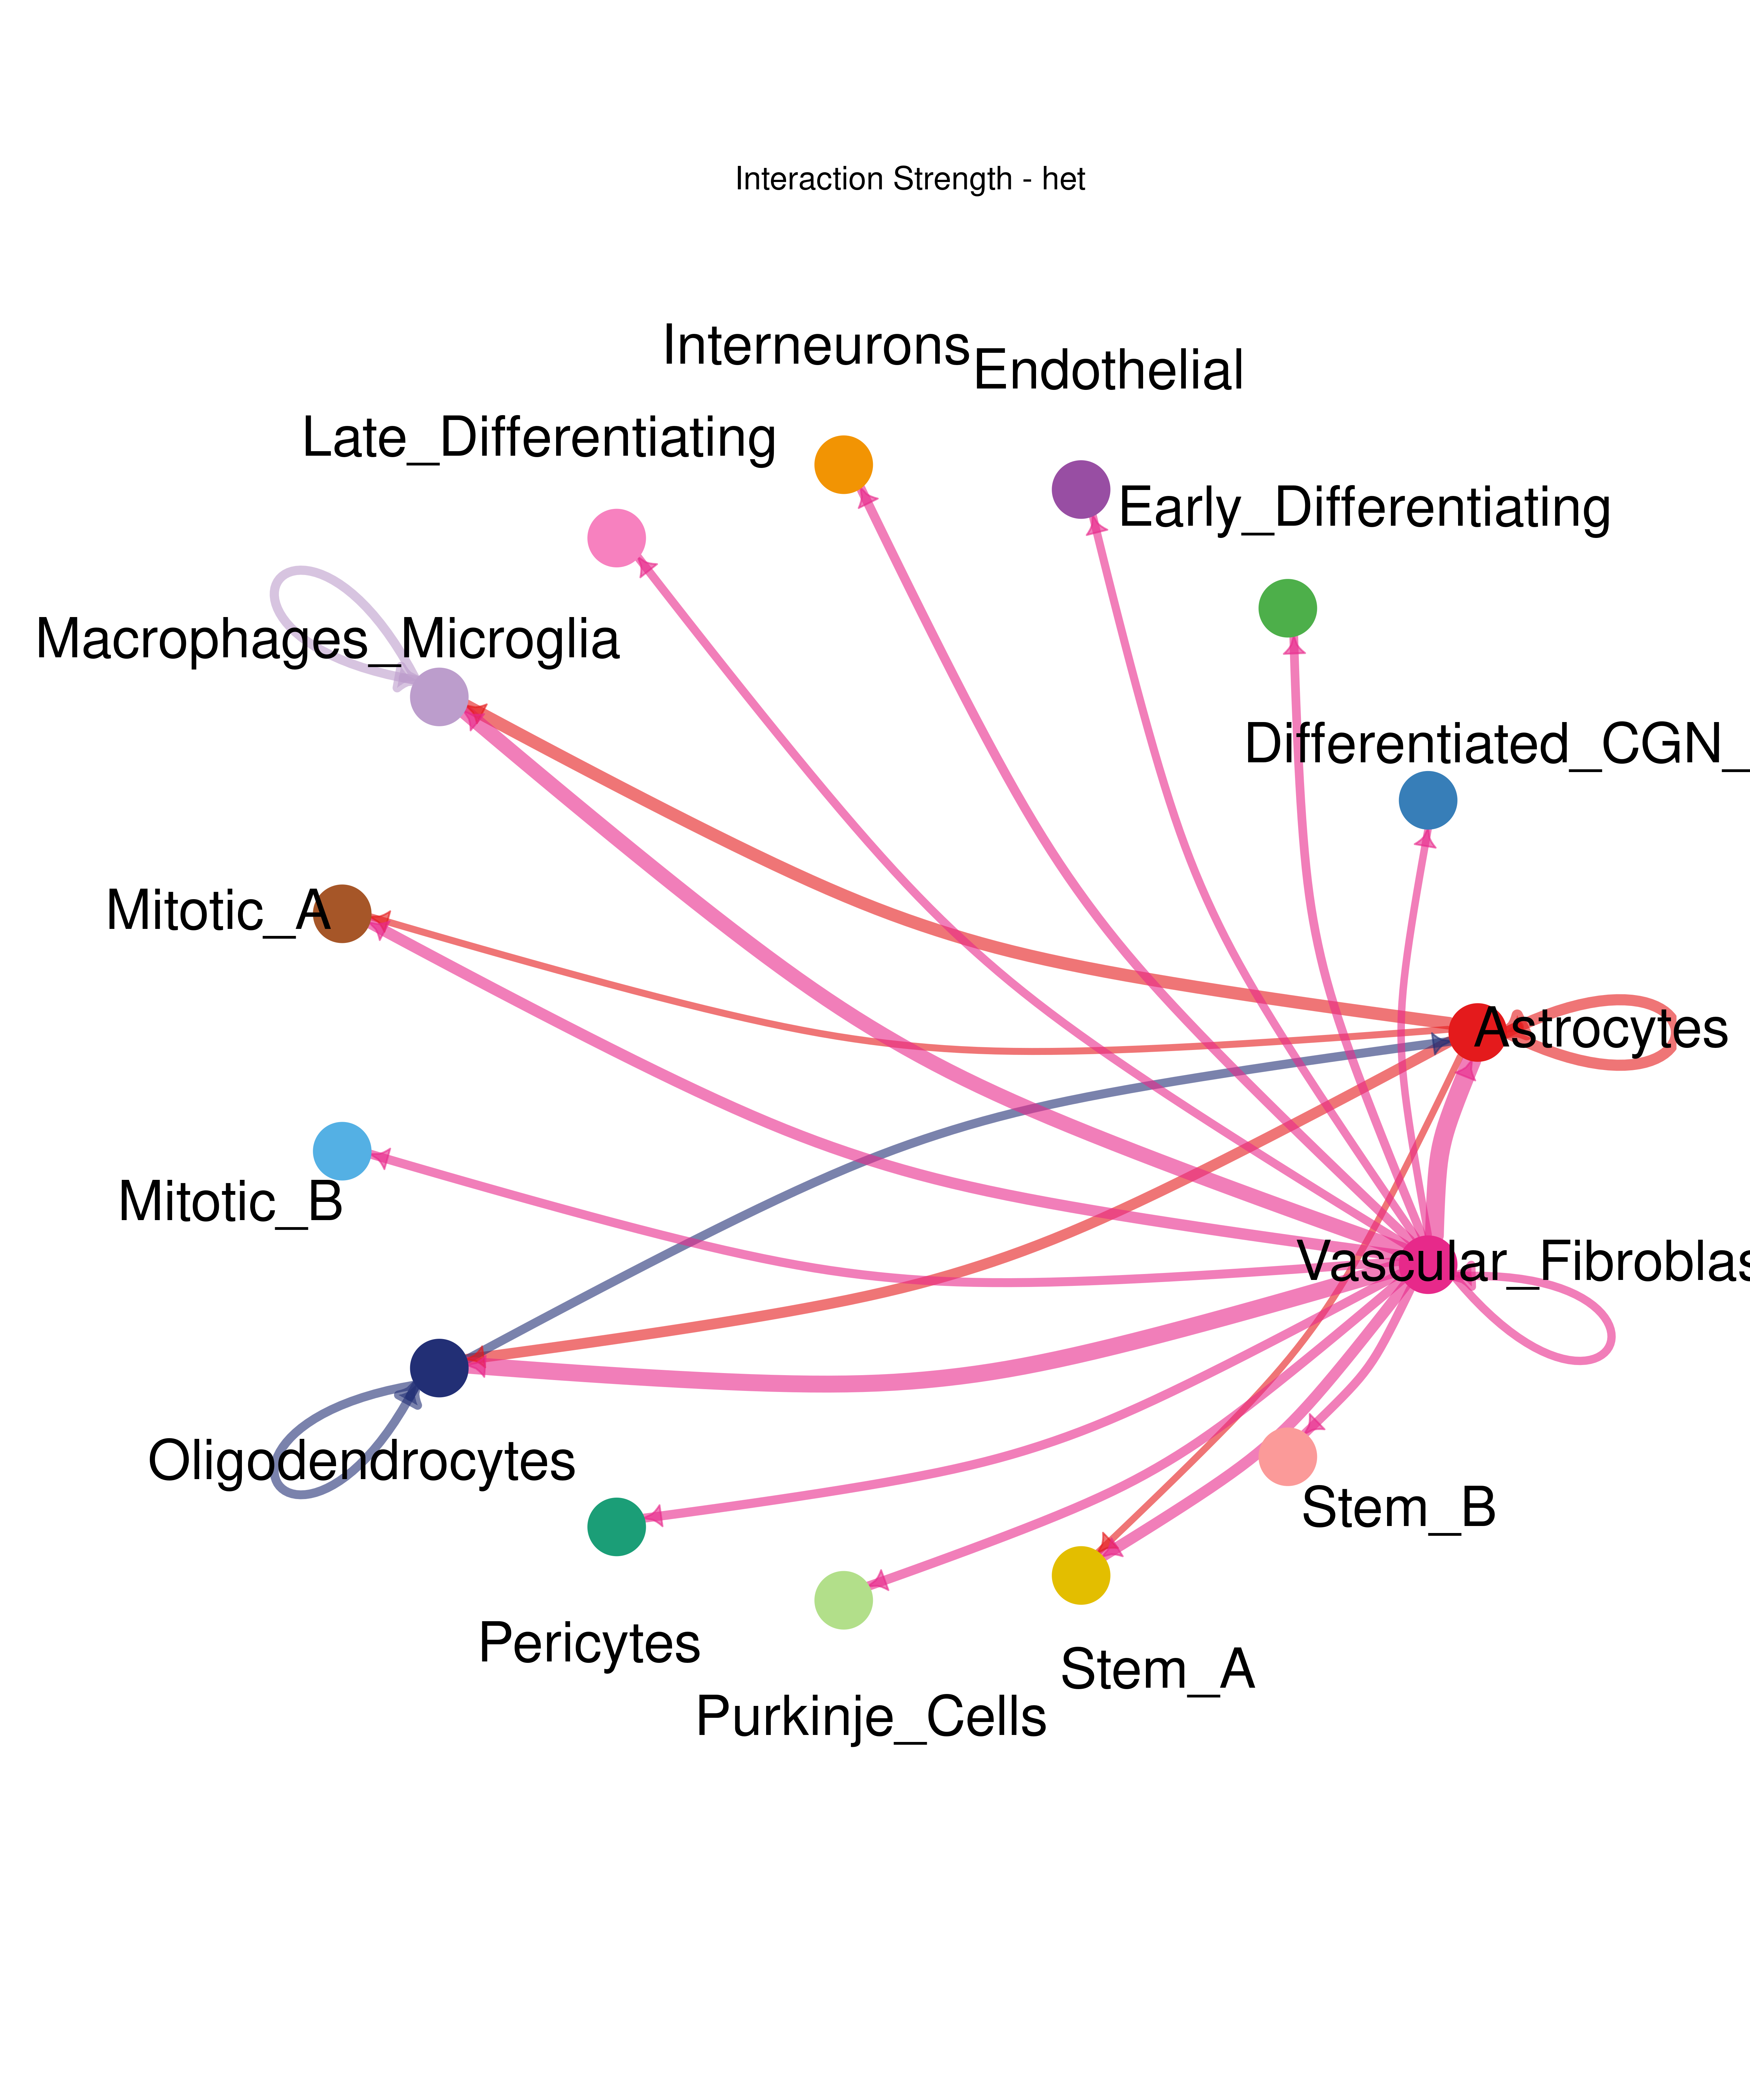 Interaction Strength - het
Interneurons
Endothelial
Late_Differentiating
Early_Differentiating
Macrophages_Microglia
Differentiated_CGN_
Mitotic_A
Astrocytes
Mitotic_B
Vascular_Fibroblas
Oligodendrocytes
Stem_B
Pericytes
Stem_A
Purkinje_Cells